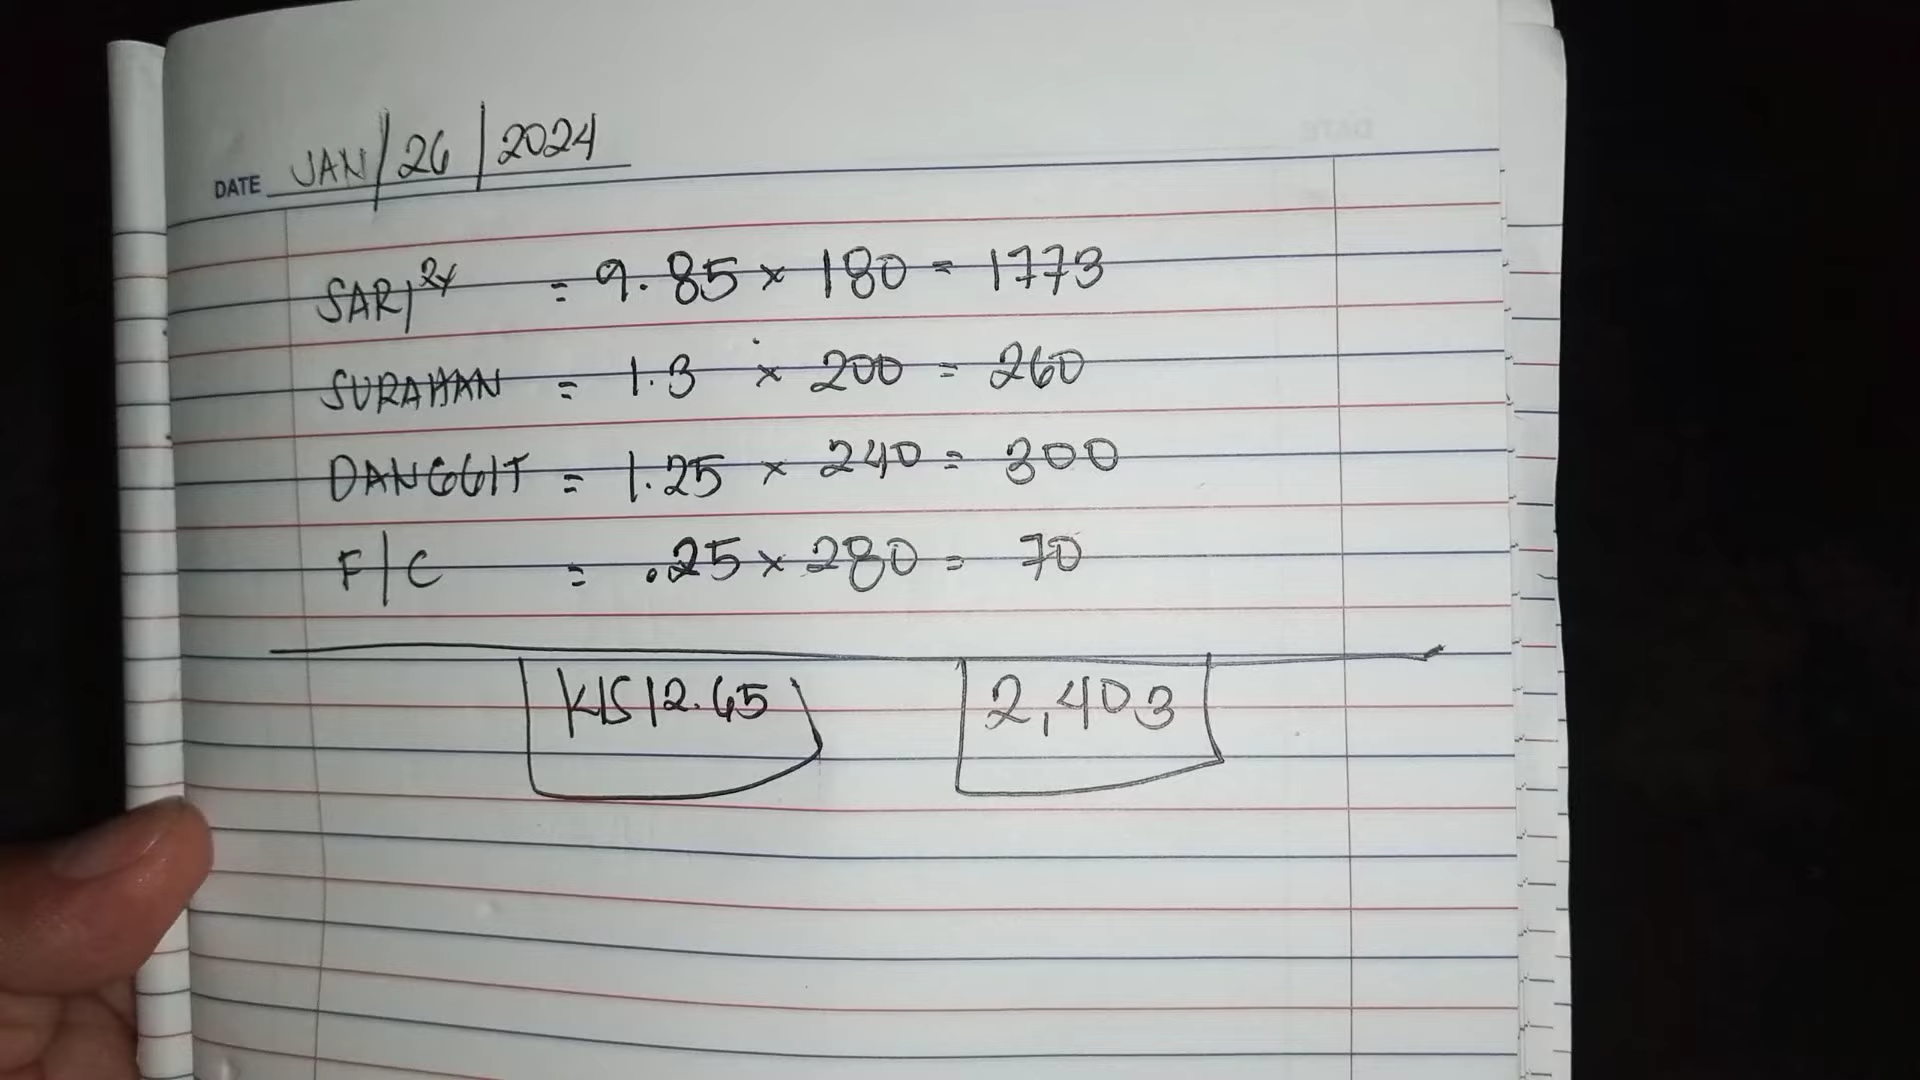 DATE JAN/26/2024
SARI 2x = 9.85 x 180 = 1773
SURAHAN = 1.3 x 200 = 260
DANGGIT = 1.25 x 240 = 300
F/C = .25 x 280 = 70
KLS 12.65 2,403